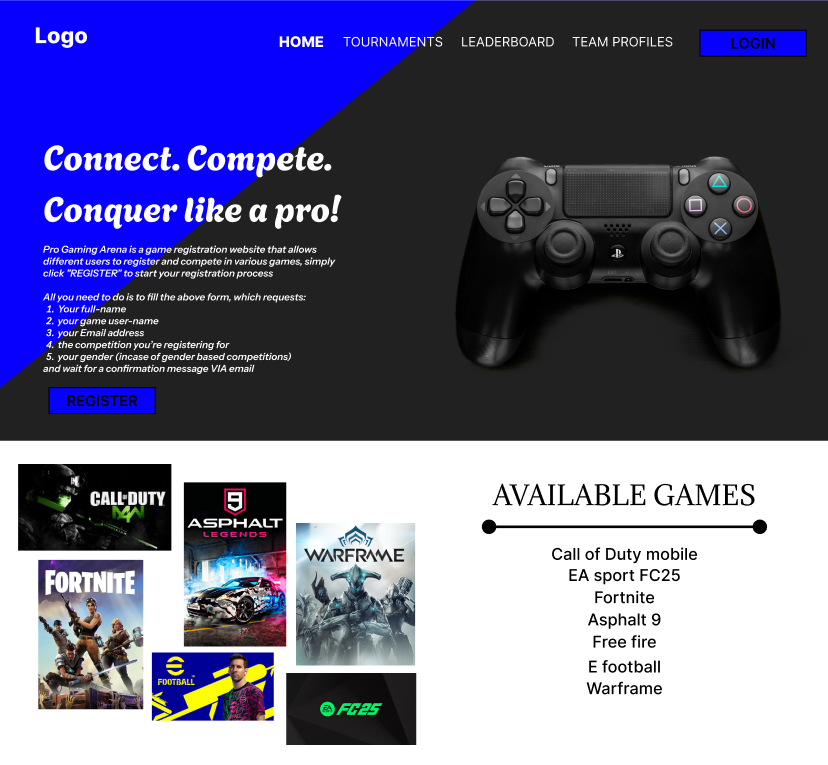 Logo
HOME TOURNAMENTS LEADERBOARD TEAM PROFILES LOGIN
Connect. Compete.
Conquer like a pro!
Pro Gaming Arena is a game registration website that allows
different users to register and compete in various games, simply
click "REGISTER" to start your registration process
All you need to do is to fill the above form, which requests:
1. Your full-name
2. your game user-name
3. your Email address
4. the competition you're registering for
5. your gender (incase of gender based competitions)
and wait for a confirmation message VIA email
REGISTER
CALL OF DUTY
MW
9
ASPHALT
LEGENDS
WARFRAME
FORTNITE
FOOTBALL
EA FC25
AVAILABLE GAMES
Call of Duty mobile
EA sport FC25
Fortnite
Asphalt 9
Free fire
E football
Warframe